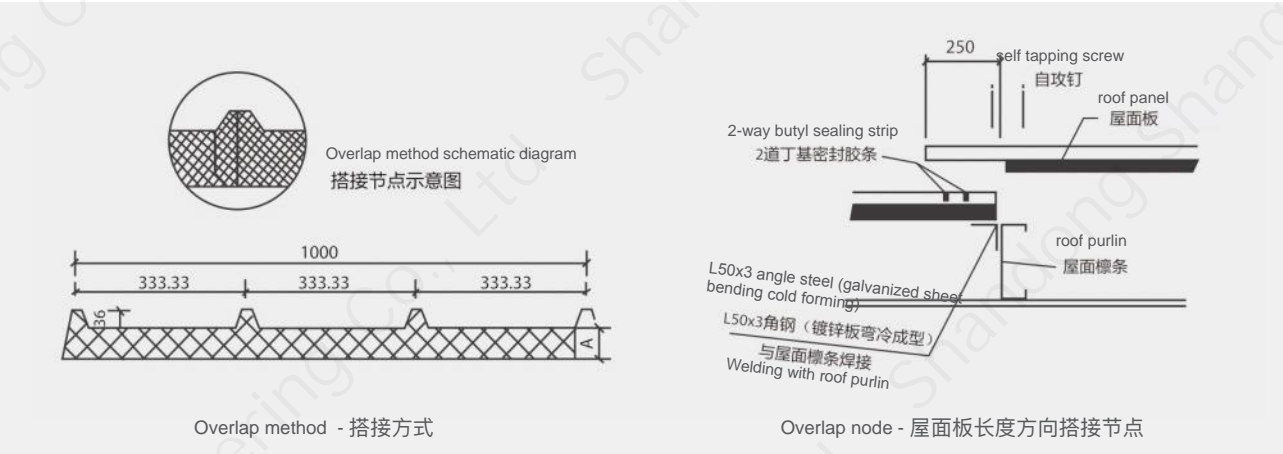 Overlap method schematic diagram
搭接节点示意图
1000
333.33 333.33 333.33
36
A
Overlap method - 搭接方式
250
self tapping screw
自攻钉
roof panel
屋面板
2-way butyl sealing strip
2道丁基密封胶条
roof purlin
屋面檩条
L50x3 angle steel (galvanized sheet
bending cold forming)
L50x3角钢（镀锌板弯冷成型）
与屋面檩条焊接
Welding with roof purlin
Overlap node - 屋面板长度方向搭接节点
Shandong
ering Co., Ltd